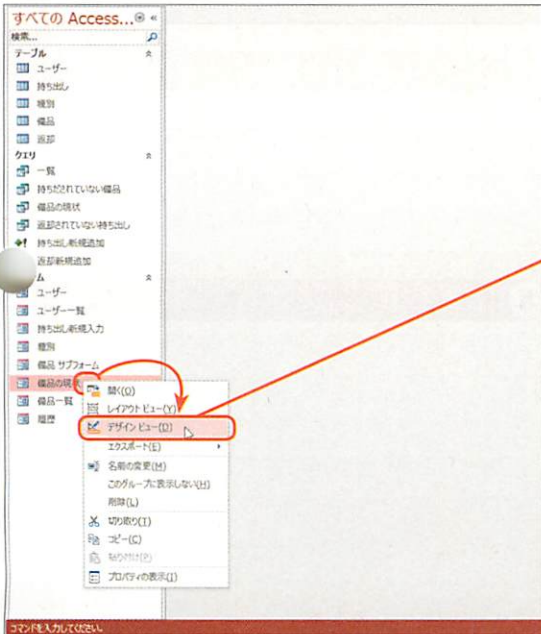 すべての Access...
検索...
テーブル
ユーザー
持ち出し
種別
備品
返却
クエリ
一覧
持ちだされていない備品
備品の現状
返却されていない持ち出し
持ち出し新規追加
返却新規追加
ム
ユーザー
ユーザー一覧
持ち出し新規入力
種別
備品 サブフォーム
備品の現状
備品一覧
履歴
開く(O)
レイアウト ビュー(Y)
デザイン ビュー(D)
エクスポート(E)
名前の変更(M)
このグループに表示しない(H)
削除(L)
切り取り(T)
コピー(C)
貼り付け(P)
プロパティの表示(I)
コマンドを入力してください。